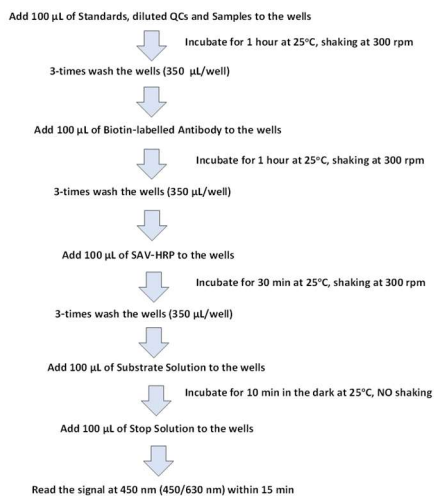 Add 100 µL of Standards, diluted QCs and Samples to the wells
Incubate for 1 hour at 25°C, shaking at 300 rpm
3-times wash the wells (350 µL/well)
Add 100 µL of Biotin-labelled Antibody to the wells
Incubate for 1 hour at 25°C, shaking at 300 rpm
3-times wash the wells (350 µL/well)
Add 100 µL of SAV-HRP to the wells
Incubate for 30 min at 25°C, shaking at 300 rpm
3-times wash the wells (350 µL/well)
Add 100 µL of Substrate Solution to the wells
Incubate for 10 min in the dark at 25°C, NO shaking
Add 100 µL of Stop Solution to the wells
Read the signal at 450 nm (450/630 nm) within 15 min